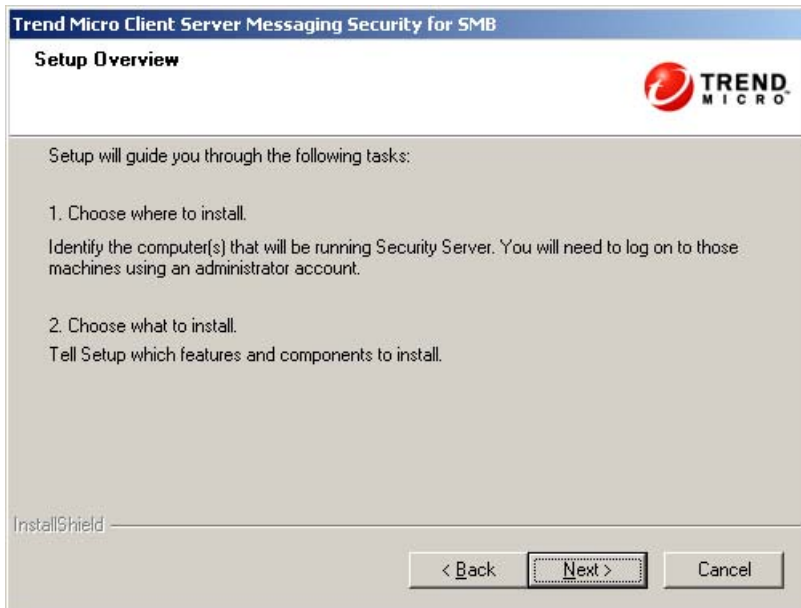 Trend Micro Client Server Messaging Security for SMB
Setup Overview
TREND
MICRO
Setup will guide you through the following tasks:
1. Choose where to install.
Identify the computer(s) that will be running Security Server. You will need to log on to those
machines using an administrator account.
2. Choose what to install.
Tell Setup which features and components to install.
InstallShield
< Back
Next >
Cancel